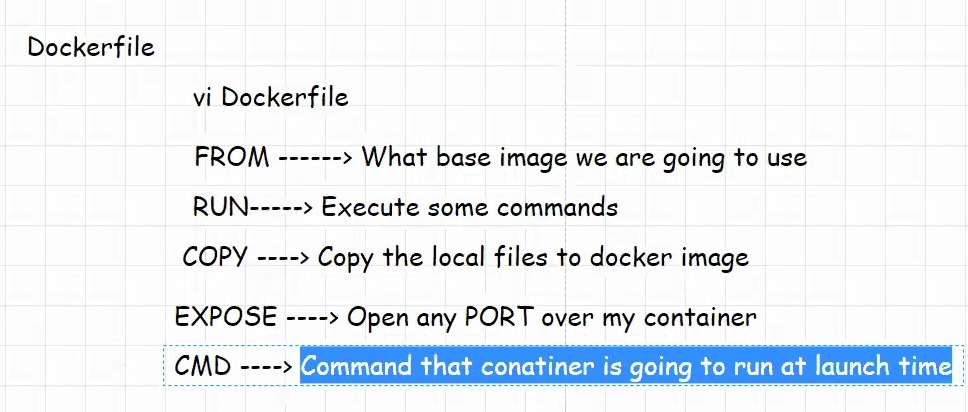 Dockerfile
vi Dockerfile
FROM ------> What base image we are going to use
RUN-----> Execute some commands
COPY ----> Copy the local files to docker image
EXPOSE ----> Open any PORT over my container
CMD ----> Command that conatiner is going to run at launch time